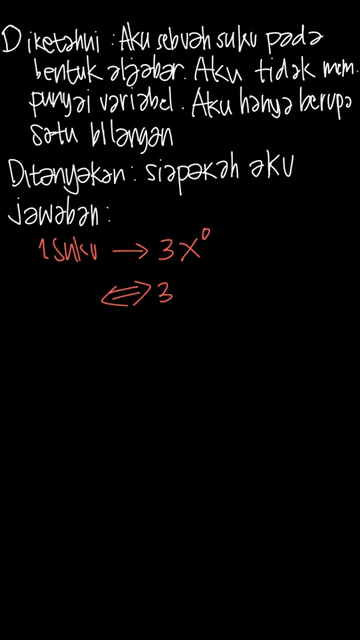 Diketahui : Aku sebuah suku pada
bentuk aljabar. Aku tidak mem-
punyai variabel. Aku hanya berupa
satu bilangan
Ditanyakan : siapakah aku
jawaban :
1 suku → 3x⁰
⇔ 3